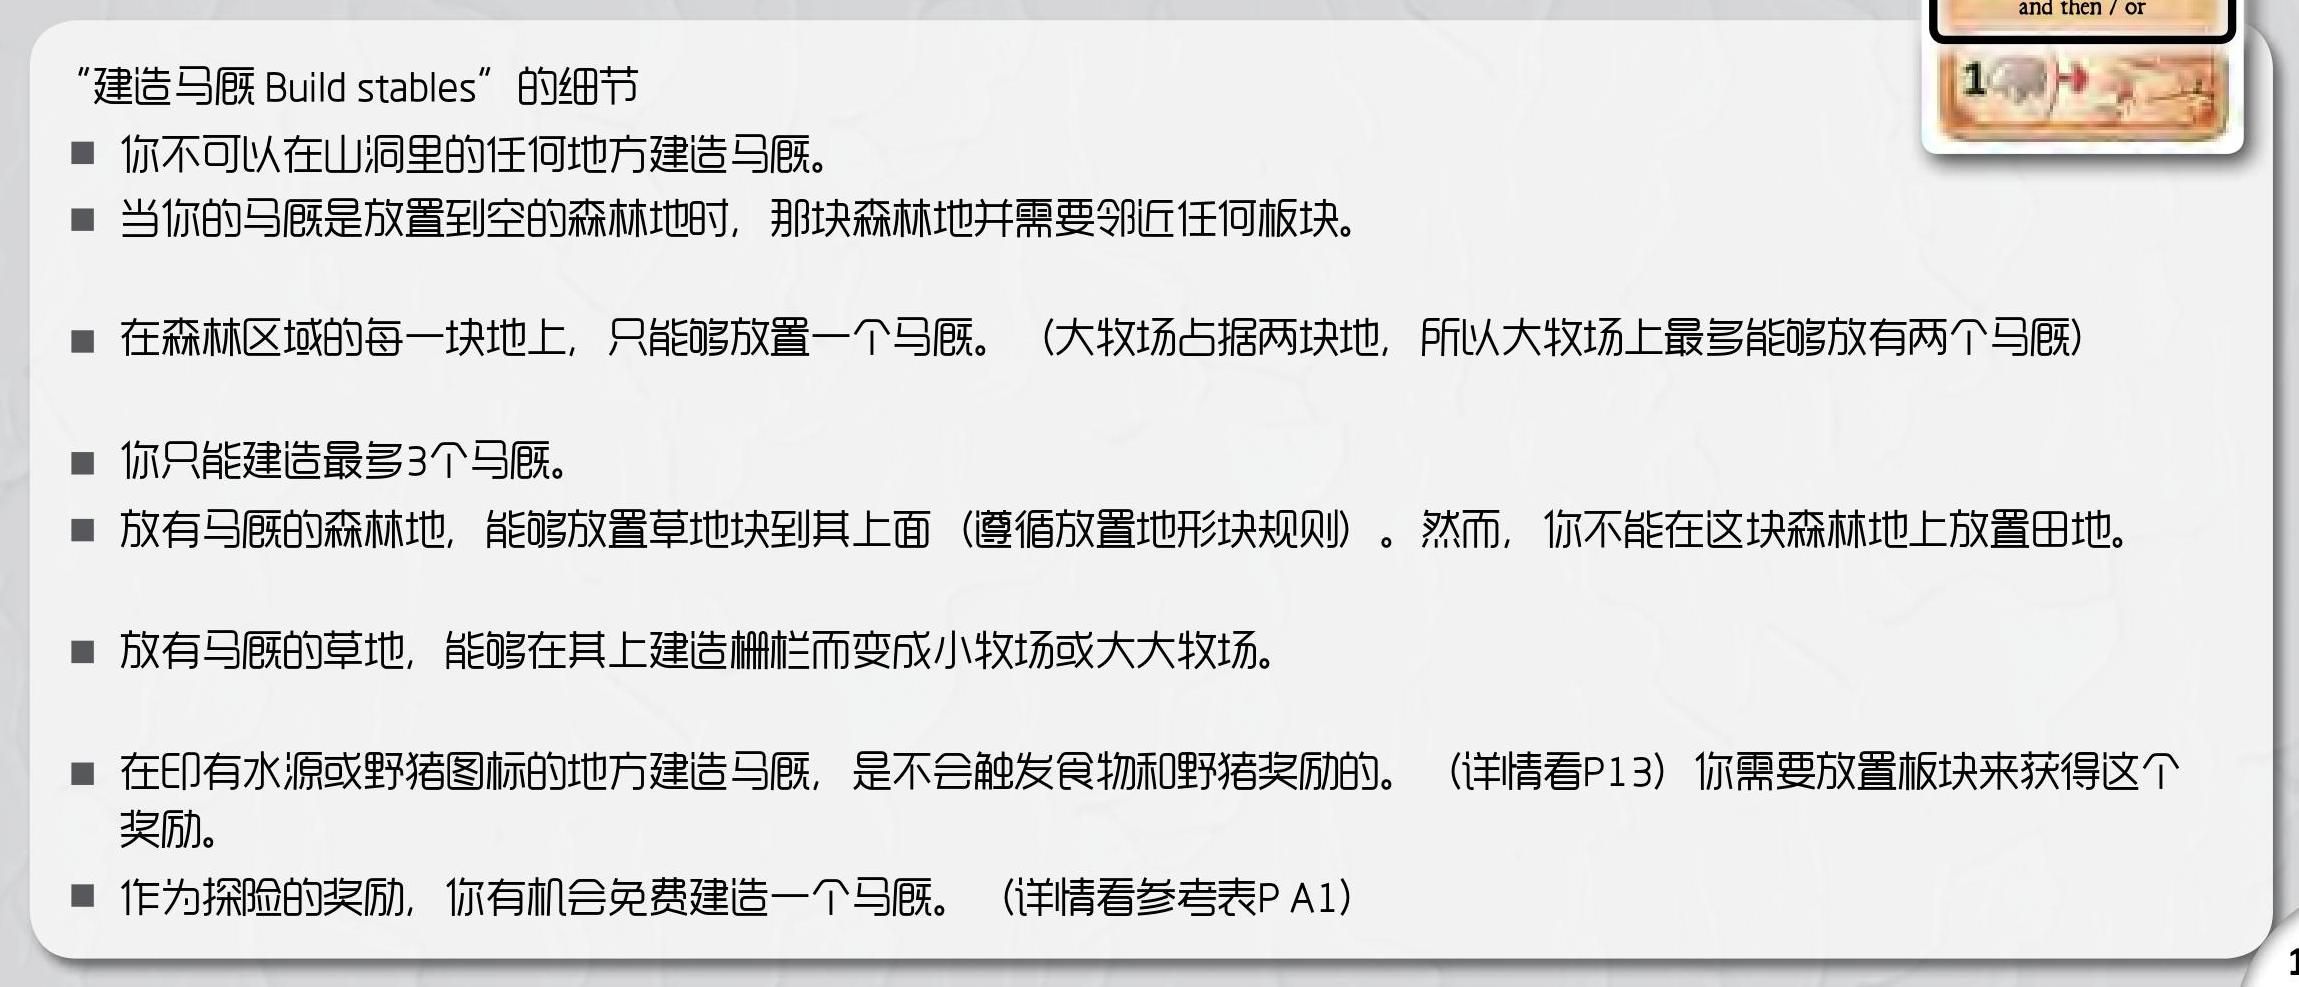 and then / or
1
“建造马厩 Build stables“ 的细节
■ 你不可以在山洞里的任何地方建造马厩。
■ 当你的马厩是放置到空的森林地时，那块森林地并需要邻近任何板块。
■ 在森林区域的每一块地上，只能够放置一个马厩。（大牧场占据两块地，所以大牧场上最多能够放有两个马厩）
■ 你只能建造最多3个马厩。
■ 放有马厩的森林地，能够放置草地块到其上面（遵循放置地形块规则）。然而，你不能在这块森林地上放置田地。
■ 放有马厩的草地，能够在其上建造栅栏而变成小牧场或大大牧场。
■ 在印有水源或野猪图标的地方建造马厩，是不会触发食物和野猪奖励的。（详情看P13）你需要放置板块来获得这个
奖励。
■ 作为探险的奖励，你有机会免费建造一个马厩。（详情看参考表P A1）